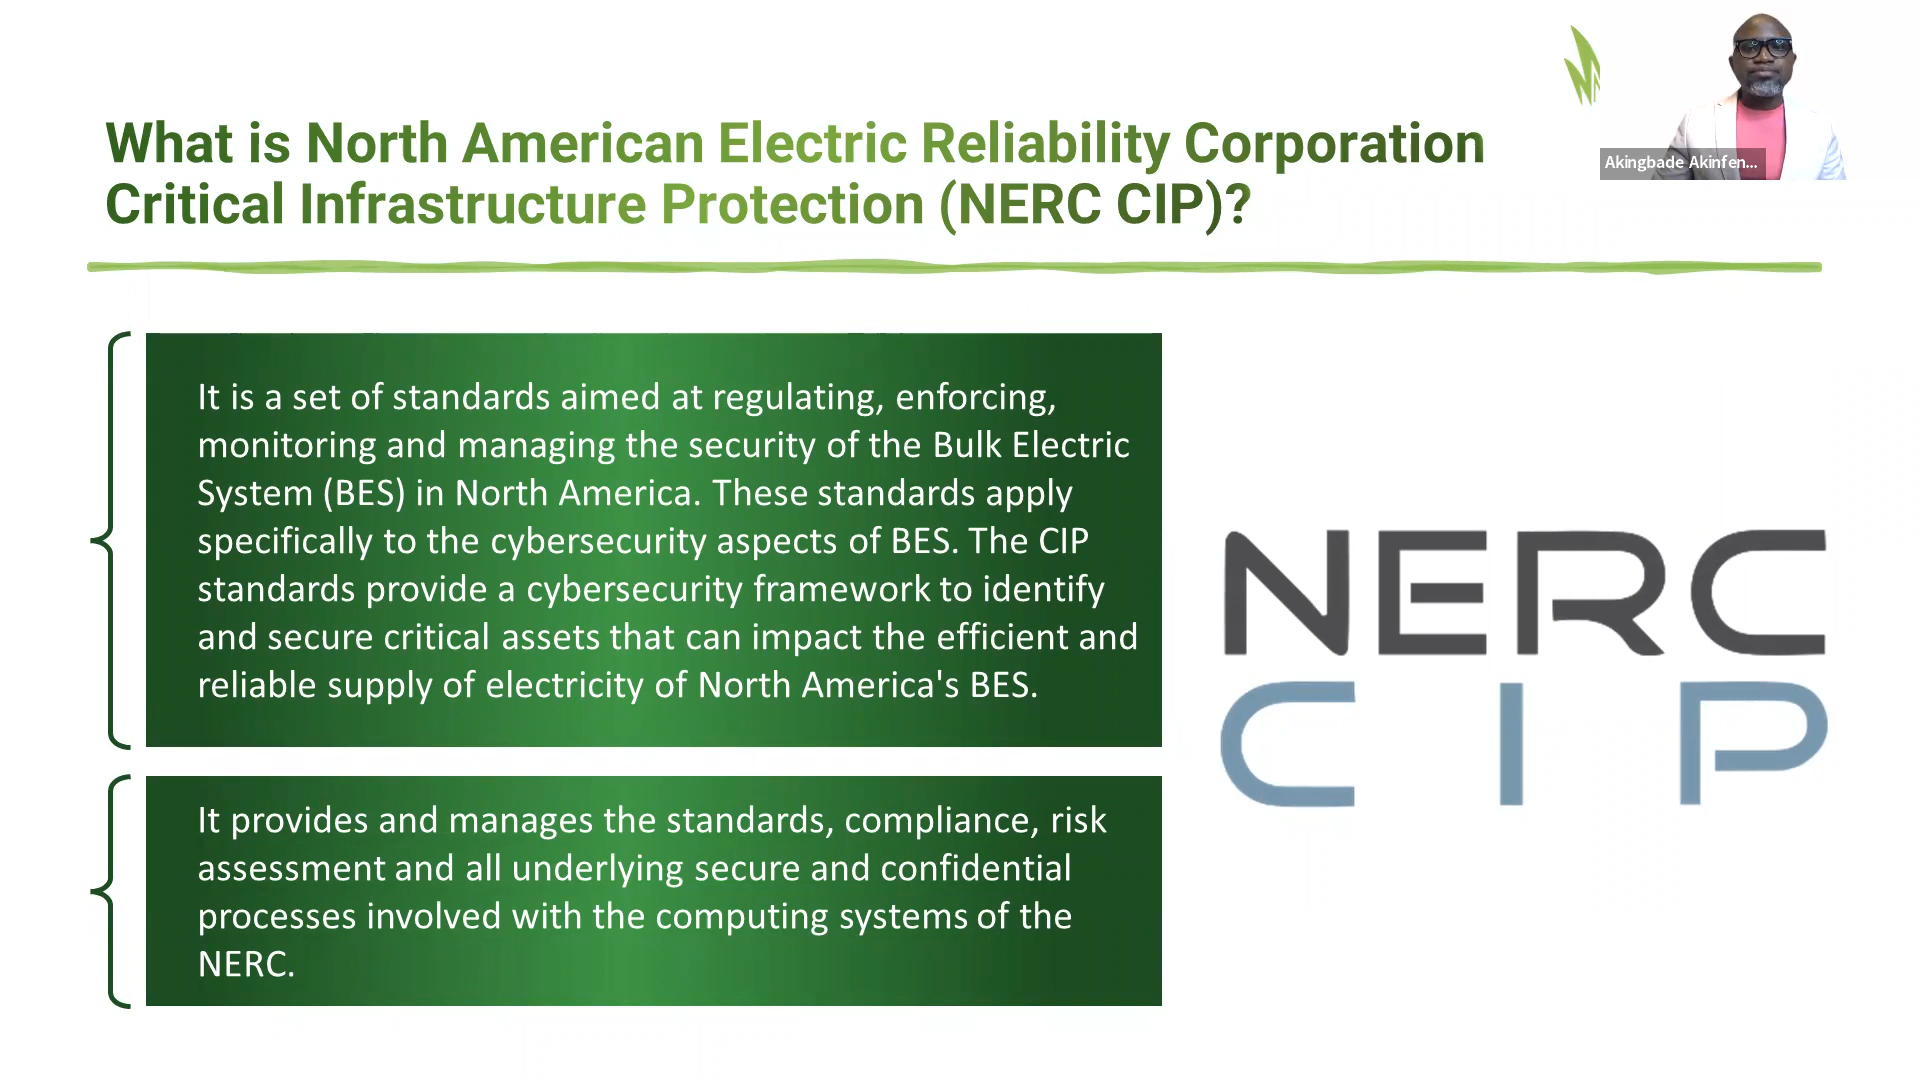 What is North American Electric Reliability Corporation
Critical Infrastructure Protection (NERC CIP)?
Akingbade Akinfen...
It is a set of standards aimed at regulating, enforcing,
monitoring and managing the security of the Bulk Electric
System (BES) in North America. These standards apply
specifically to the cybersecurity aspects of BES. The CIP
standards provide a cybersecurity framework to identify
and secure critical assets that can impact the efficient and
reliable supply of electricity of North America's BES.
It provides and manages the standards, compliance, risk
assessment and all underlying secure and confidential
processes involved with the computing systems of the
NERC.
NERC
CIP